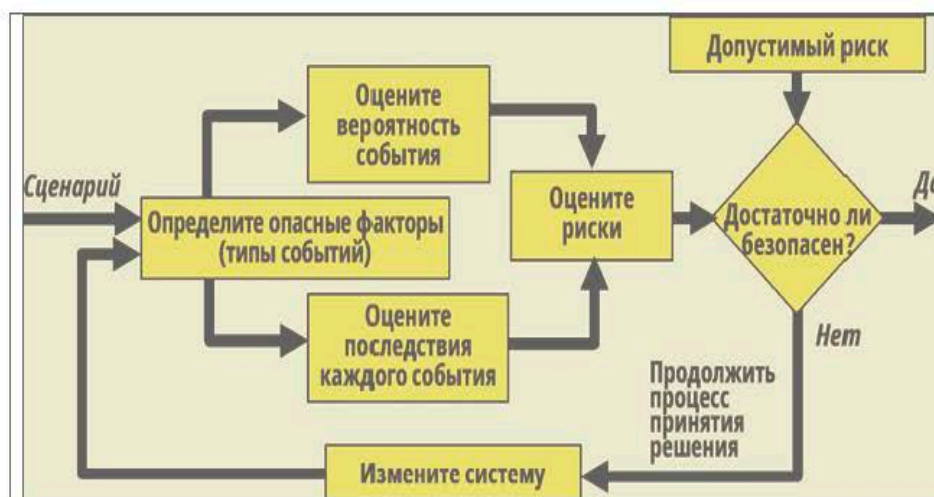 Допустимый риск
Оцените
вероятность
события
Сценарий
Определите опасные факторы
(типы событий)
Оцените
риски
Достаточно ли
безопасен?
Оцените
последствия
каждого события
Нет
Продолжить
процесс
принятия
решения
Измените систему